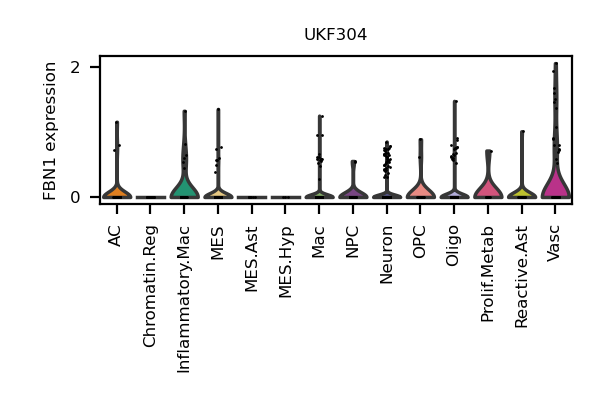 UKF304
FBN1 expression
2
0
AC
Chromatin.Reg
Inflammatory.Mac
MES
MES.Ast
MES.Hyp
Mac
NPC
Neuron
OPC
Oligo
Prolif.Metab
Reactive.Ast
Vasc